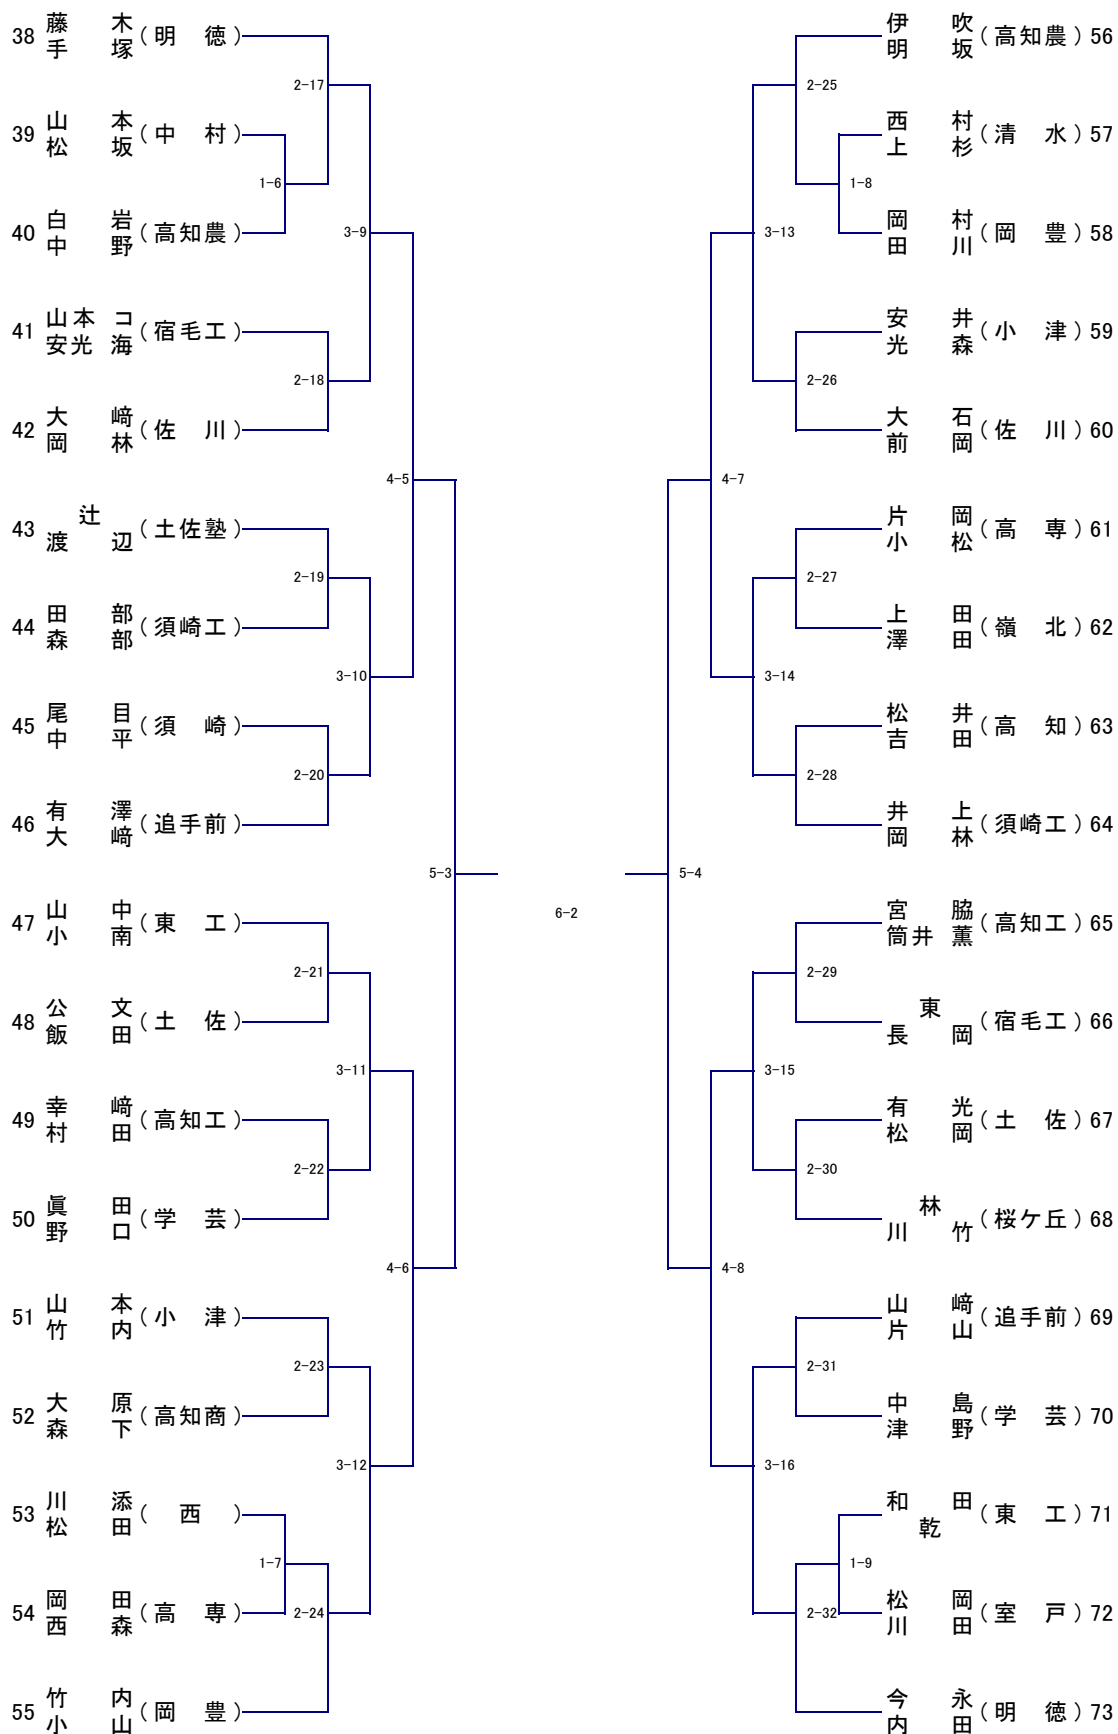 38 藤木 手塚 (明徳)
39 山本 松坂 (中村)
40 白岩 中野 (高知農)
41 山本コ 安光海 (宿毛工)
42 大﨑 岡林 (佐川)
43 辻 渡辺 (土佐塾)
44 田部 森部 (須崎工)
45 尾目 中平 (須崎)
46 有澤 大﨑 (追手前)
47 山中 小南 (東工)
48 公文 飯田 (土佐)
49 幸﨑 村田 (高知工)
50 眞田 野口 (学芸)
51 山本 竹内 (小津)
52 大原 森下 (高知商)
53 川添 松田 (西)
54 岡田 西森 (高専)
55 竹内 小山 (岡豊)
1-6
1-7
2-17
2-18
2-19
2-20
2-21
2-22
2-23
2-24
3-9
3-10
3-11
3-12
4-5
4-6
5-3
6-2
5-4
4-7
4-8
3-13
3-14
3-15
3-16
2-25
2-26
2-27
2-28
2-29
2-30
2-31
2-32
1-8
1-9
伊吹 明坂 (高知農) 56
西村 上杉 (清水) 57
岡村 田川 (岡豊) 58
安井 光森 (小津) 59
大石 前岡 (佐川) 60
片岡 小松 (高専) 61
上田 澤田 (嶺北) 62
松井 吉田 (高知) 63
井上 岡林 (須崎工) 64
宮脇 筒井薫 (高知工) 65
東 長岡 (宿毛工) 66
有光 松岡 (土佐) 67
林 川竹 (桜ケ丘) 68
山﨑 片山 (追手前) 69
中島 津野 (学芸) 70
和田 乾 (東工) 71
松岡 川田 (室戸) 72
今永 内田 (明徳) 73